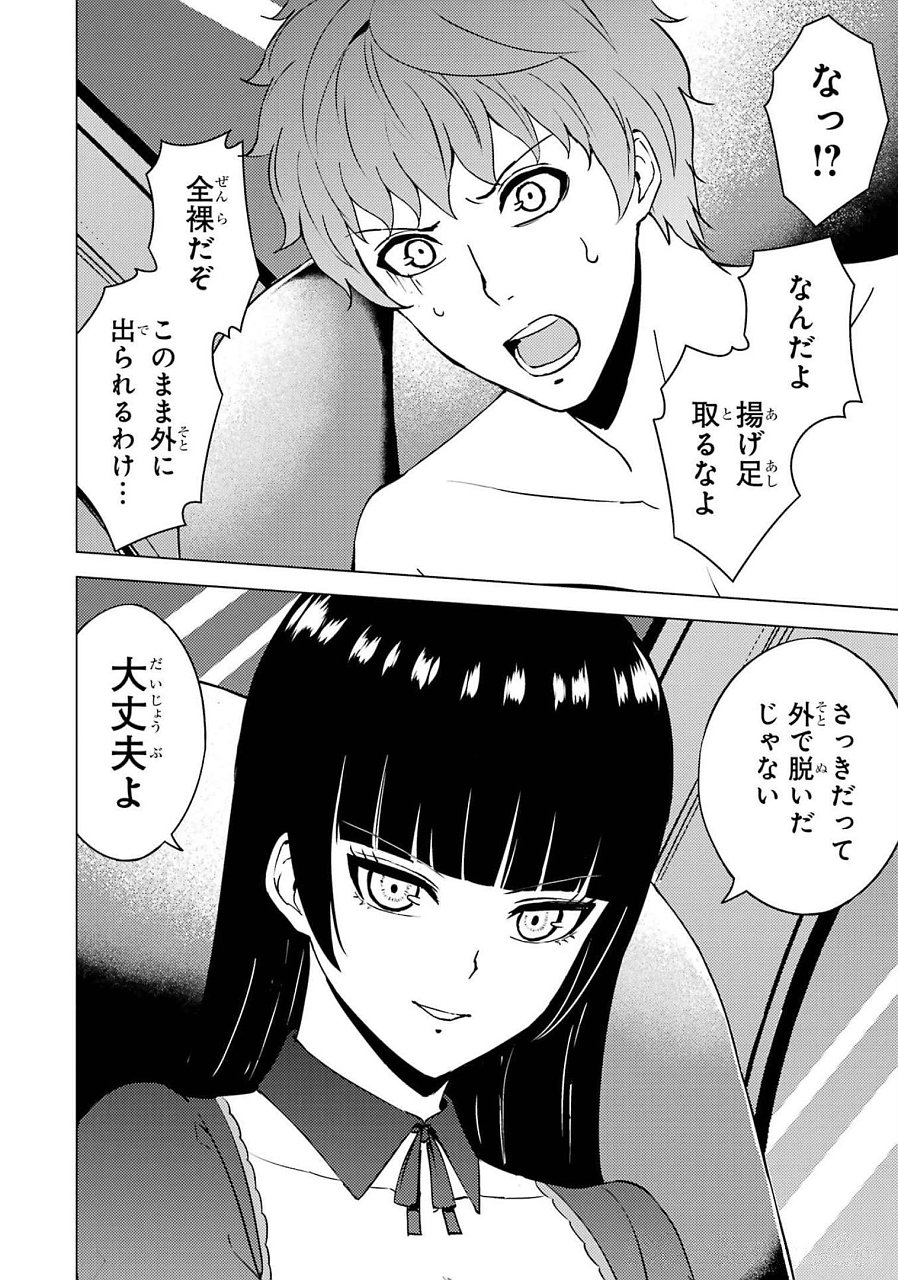 なっ!?
なんだよ
揚げ足
取るなよ
全裸だぞ
このまま外に
出られるわけ…
さっきだって
外で脱いだ
じゃない
大丈夫よ